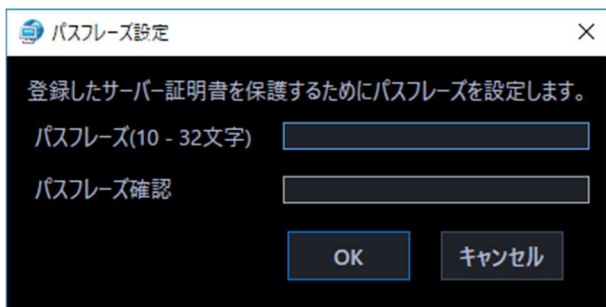 パスフレーズ設定
登録したサーバー証明書を保護するためにパスフレーズを設定します。
パスフレーズ(10 - 32文字)
パスフレーズ確認
OK キャンセル